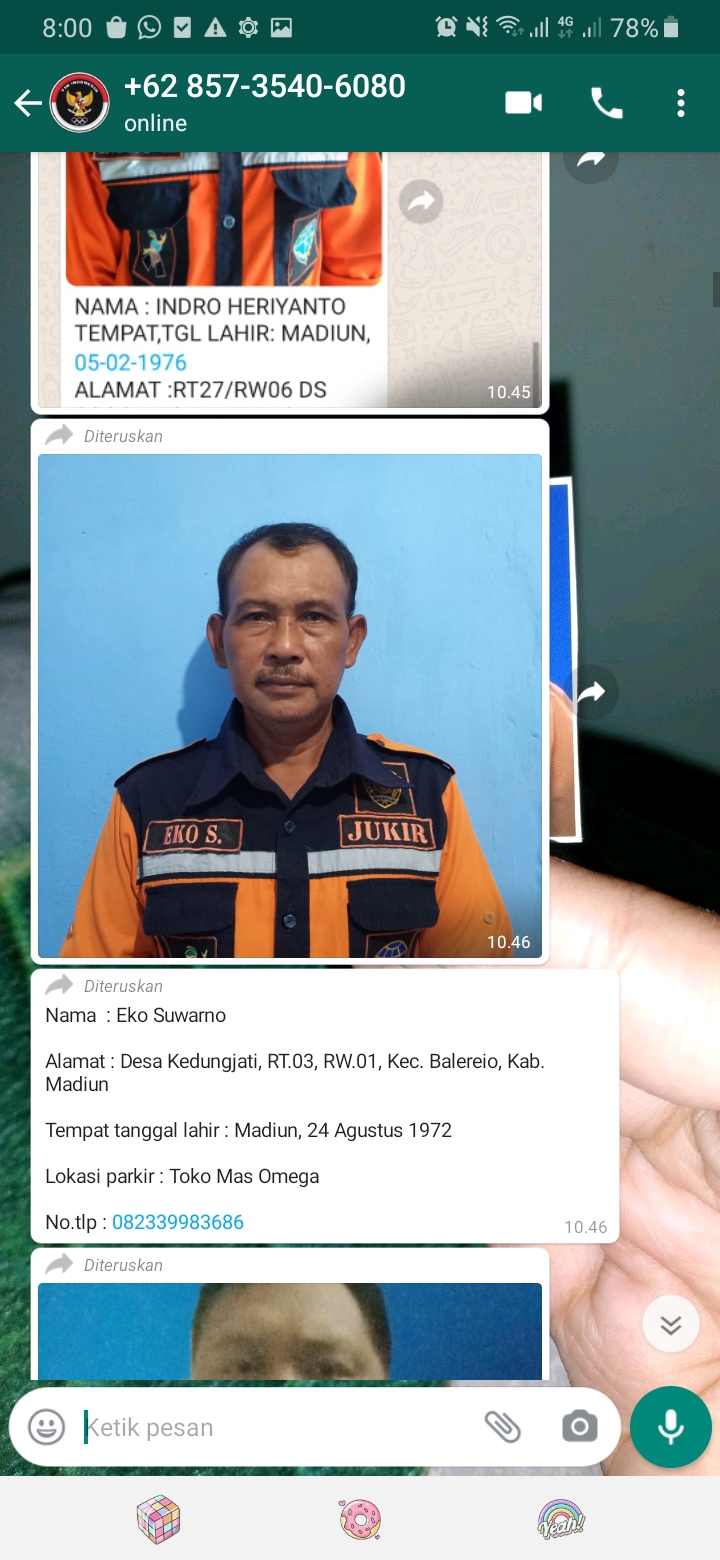 8:00
4G
78%
+62 857-3540-6080
online
NAMA : INDRO HERIYANTO
TEMPAT,TGL LAHIR: MADIUN,
05-02-1976
ALAMAT :RT27/RW06 DS
10.45
Diteruskan
EKO S.
JUKIR
10.46
Diteruskan
Nama : Eko Suwarno
Alamat : Desa Kedungjati, RT.03, RW.01, Kec. Balereio, Kab.
Madiun
Tempat tanggal lahir : Madiun, 24 Agustus 1972
Lokasi parkir : Toko Mas Omega
No.tlp : 082339983686
10.46
Diteruskan
Ketik pesan
Yeah!